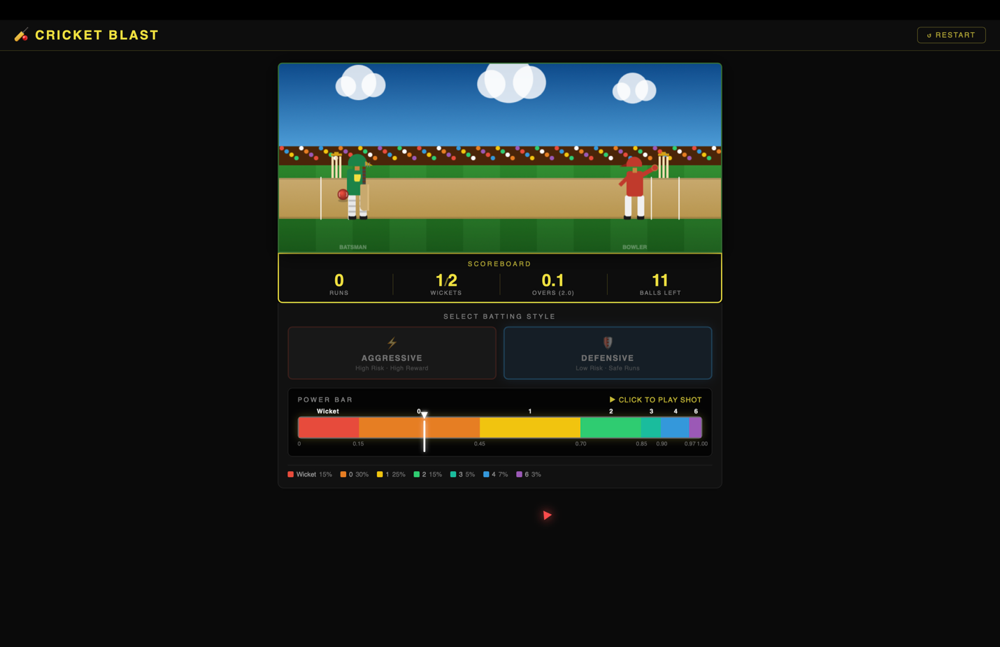 CRICKET BLAST
↺ RESTART
BATSMAN
BOWLER
SCOREBOARD
0
1/2
0.1
11
RUNS
WICKETS
OVERS (2.0)
BALLS LEFT
SELECT BATTING STYLE
AGGRESSIVE
High Risk · High Reward
DEFENSIVE
Low Risk · Safe Runs
POWER BAR
▶ CLICK TO PLAY SHOT
Wicket 0 1 2 3 4 6
0 0.15 0.45 0.70 0.85 0.90 0.97 1.00
Wicket 15% 0 30% 1 25% 2 15% 3 5% 4 7% 6 3%